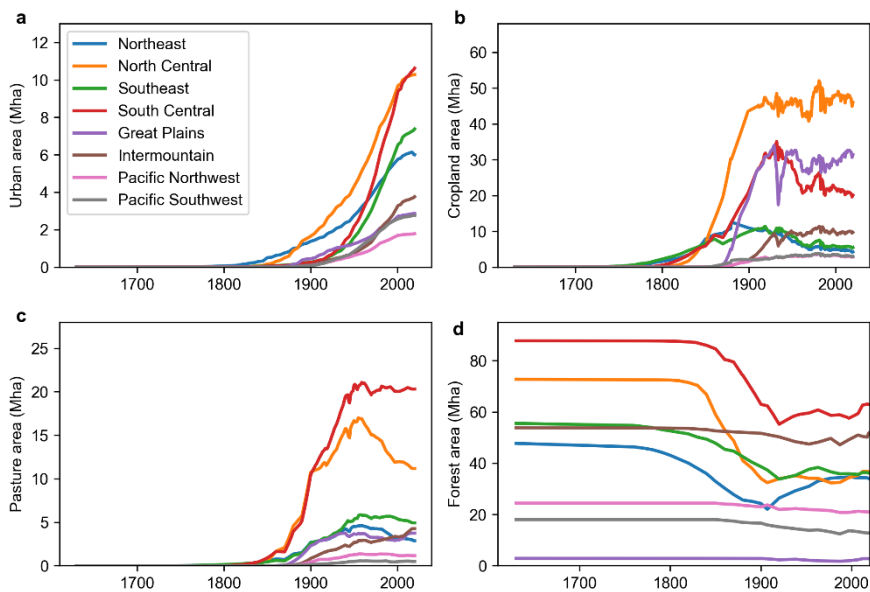 a
Urban area (Mha)
12
10
8
6
4
2
0
Northeast
North Central
Southeast
South Central
Great Plains
Intermountain
Pacific Northwest
Pacific Southwest
1700 1800 1900 2000
b
Cropland area (Mha)
60
50
40
30
20
10
0
1700 1800 1900 2000
c
Pasture area (Mha)
25
20
15
10
5
0
1700 1800 1900 2000
d
Forest area (Mha)
80
60
40
20
0
1700 1800 1900 2000